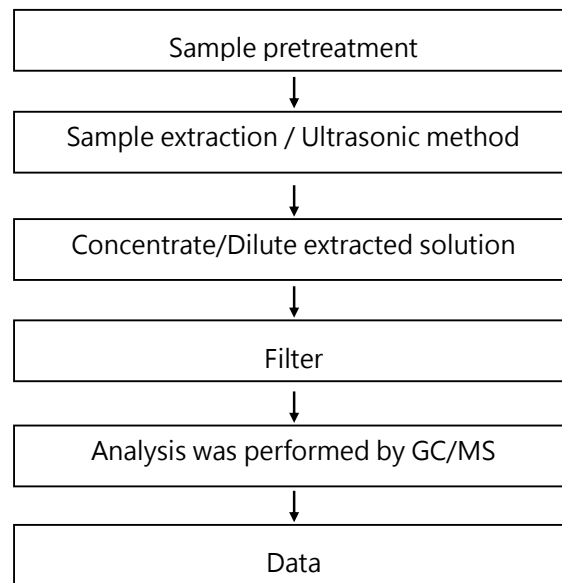 Sample pretreatment
Sample extraction / Ultrasonic method
Concentrate/Dilute extracted solution
Filter
Analysis was performed by GC/MS
Data